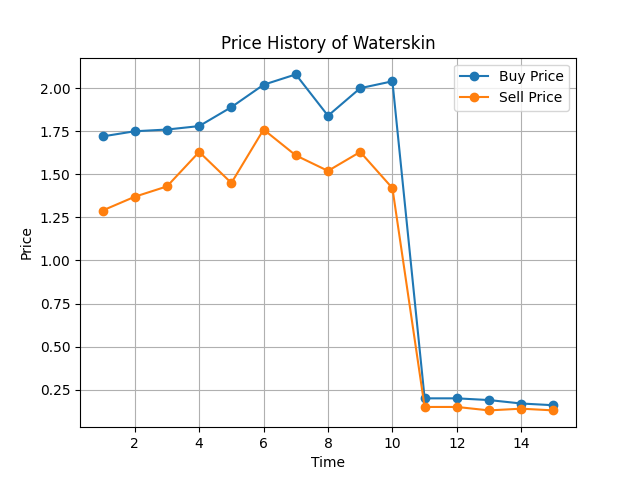 Price History of Waterskin
Buy Price
Sell Price
Price
2.00
1.75
1.50
1.25
1.00
0.75
0.50
0.25
2 4 6 8 10 12 14
Time